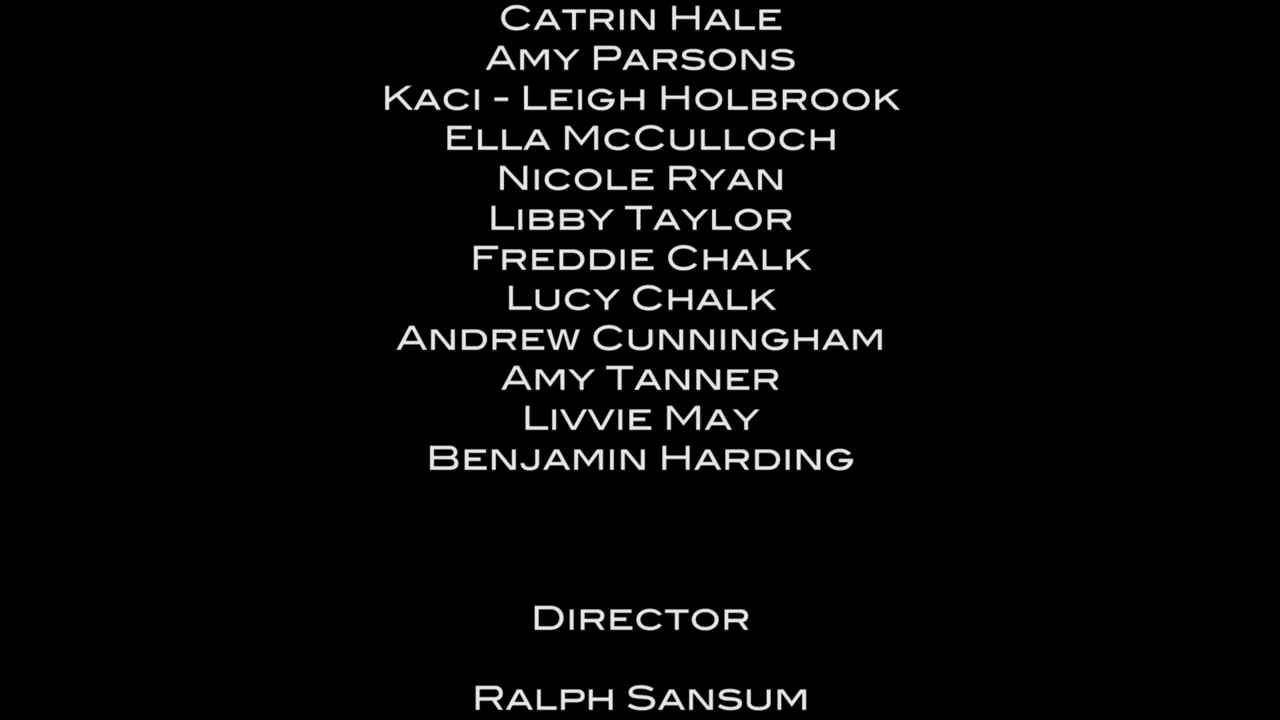 Catrin Hale
Amy Parsons
Kaci - Leigh Holbrook
Ella McCulloch
Nicole Ryan
Libby Taylor
Freddie Chalk
Lucy Chalk
Andrew Cunningham
Amy Tanner
Livvie May
Benjamin Harding
Director
Ralph Sansum